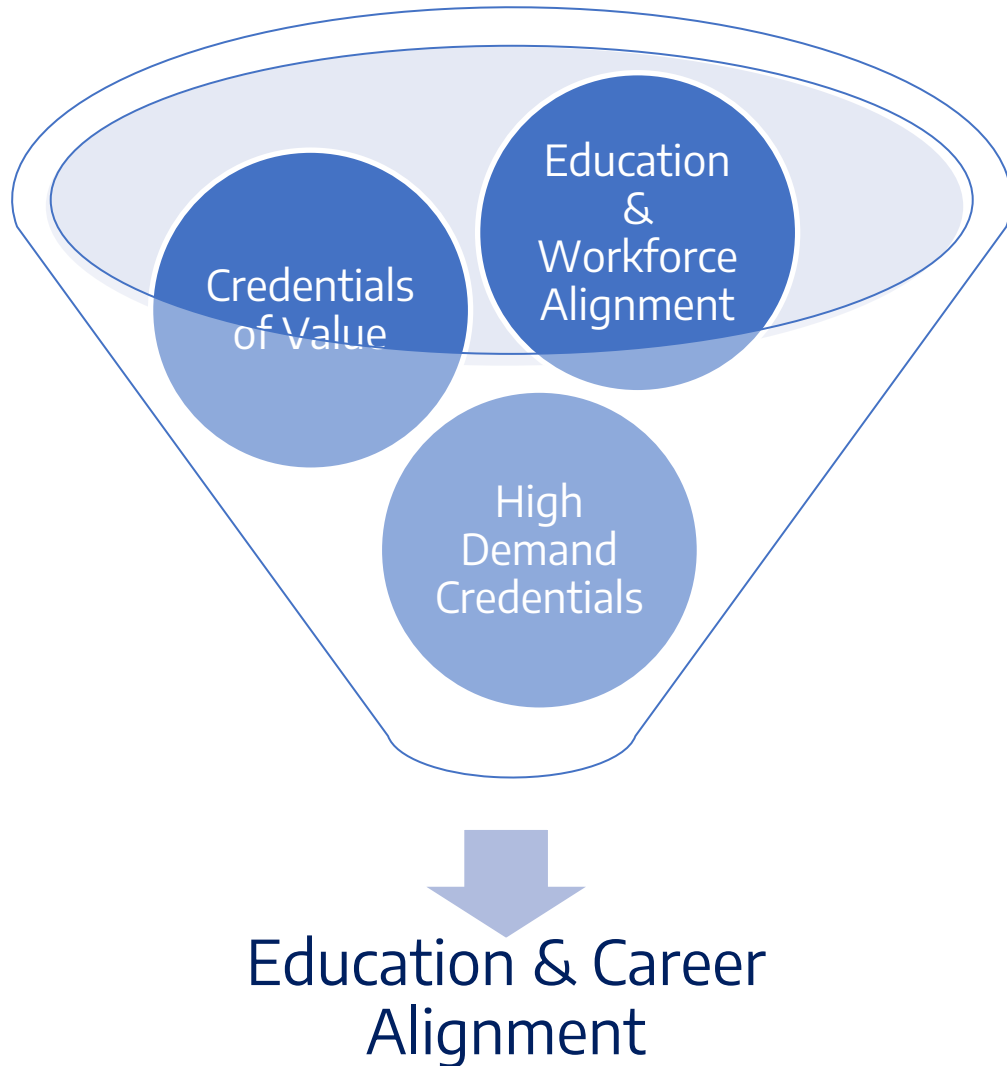 Education
&
Workforce
Alignment
Credentials
of Value
High
Demand
Credentials
Education & Career
Alignment